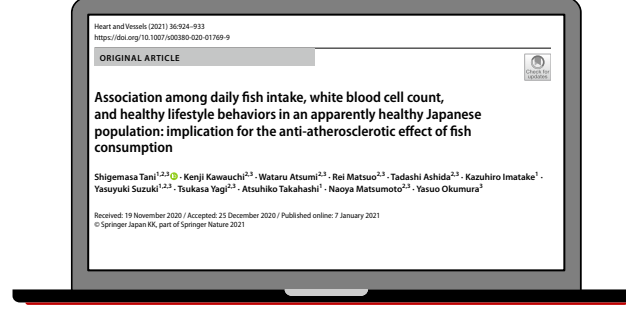 Heart and Vessels (2021) 36:924–933
https://doi.org/10.1007/s00380-020-01769-9
ORIGINAL ARTICLE
Check for
updates
Association among daily fish intake, white blood cell count,
and healthy lifestyle behaviors in an apparently healthy Japanese
population: implication for the anti-atherosclerotic effect of fish
consumption
Shigemasa Tani1,2,3 · Kenji Kawauchi2,3 · Wataru Atsumi2,3 · Rei Matsuo2,3 · Tadashi Ashida2,3 · Kazuhiro Imatake1 ·
Yasuyuki Suzuki1,2,3 · Tsukasa Yagi2,3 · Atsuhiko Takahashi1 · Naoya Matsumoto2,3 · Yasuo Okumura3
Received: 19 November 2020 / Accepted: 25 December 2020 / Published online: 7 January 2021
© Springer Japan KK, part of Springer Nature 2021